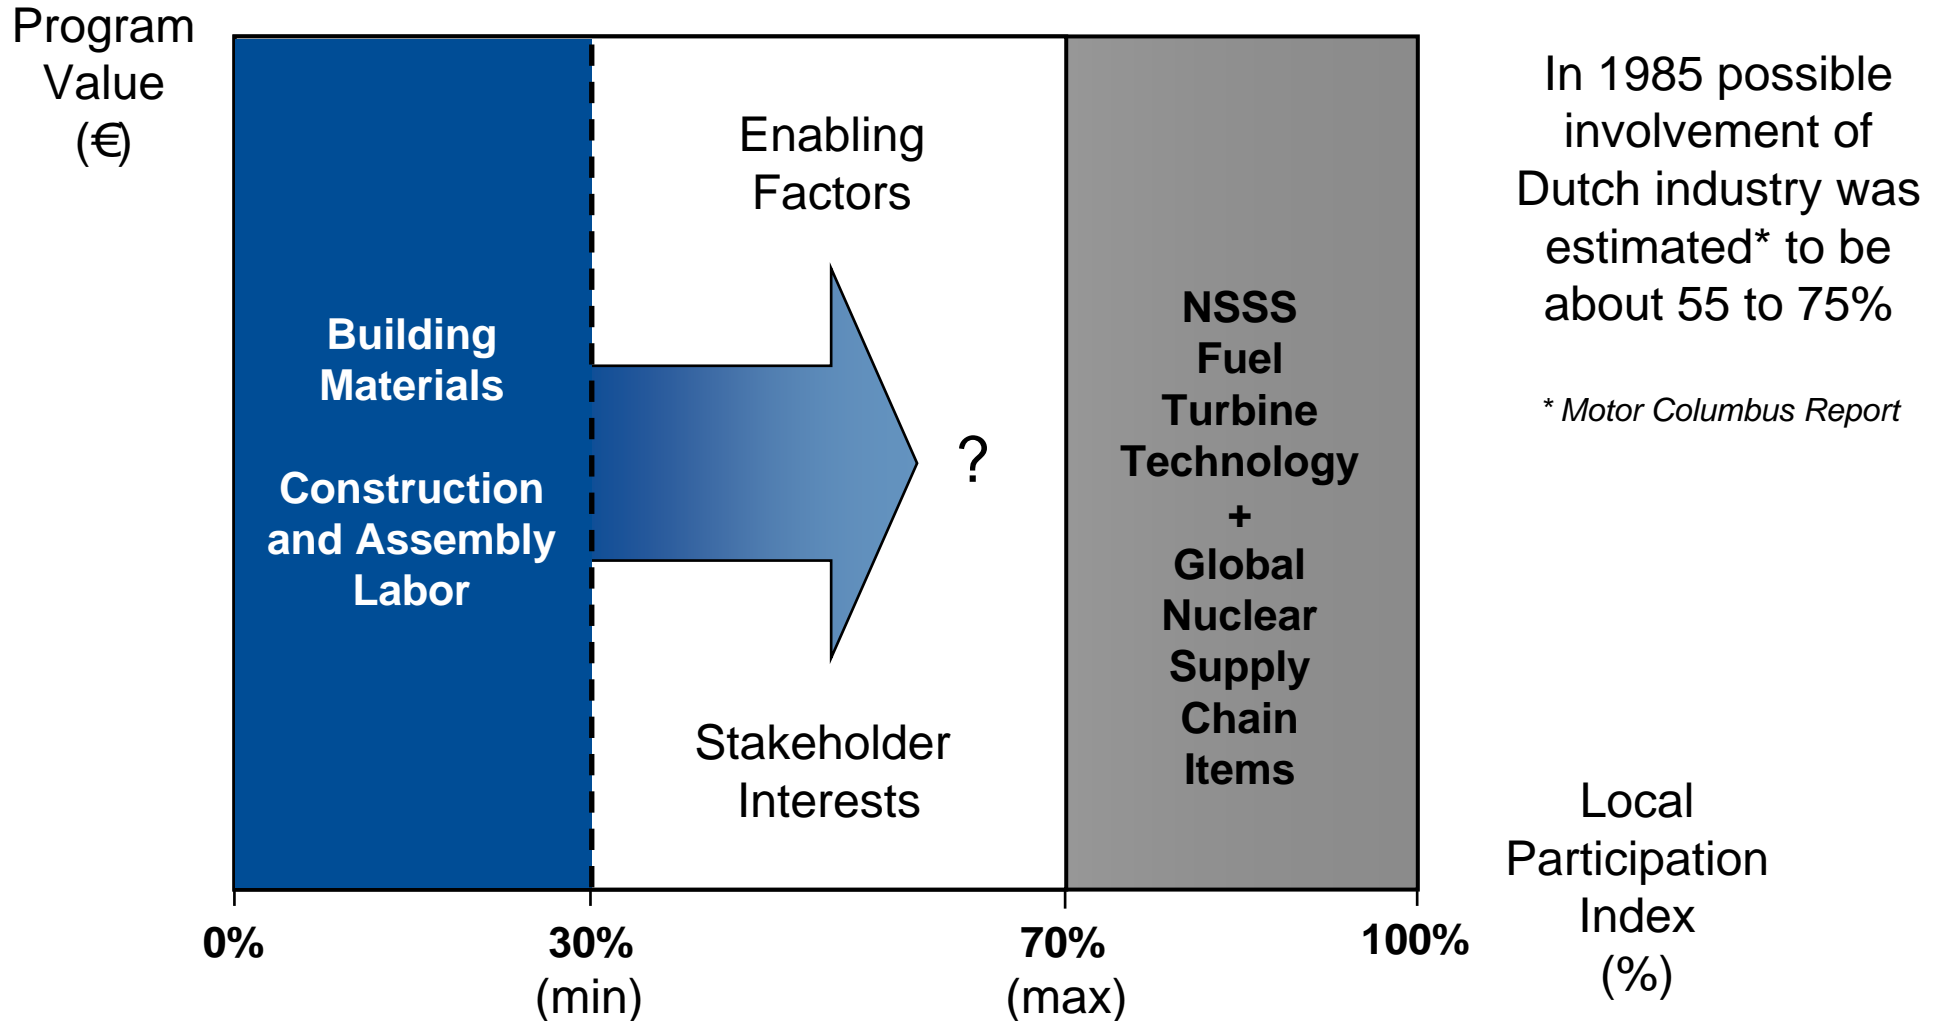 Program
Value
(€)
Building
Materials
Construction
and Assembly
Labor
Enabling
Factors
?
Stakeholder
Interests
NSSS
Fuel
Turbine
Technology
+
Global
Nuclear
Supply
Chain
Items
In 1985 possible
involvement of
Dutch industry was
estimated* to be
about 55 to 75%
* Motor Columbus Report
Local
Participation
Index
(%)
0%
30%
(min)
70%
(max)
100%